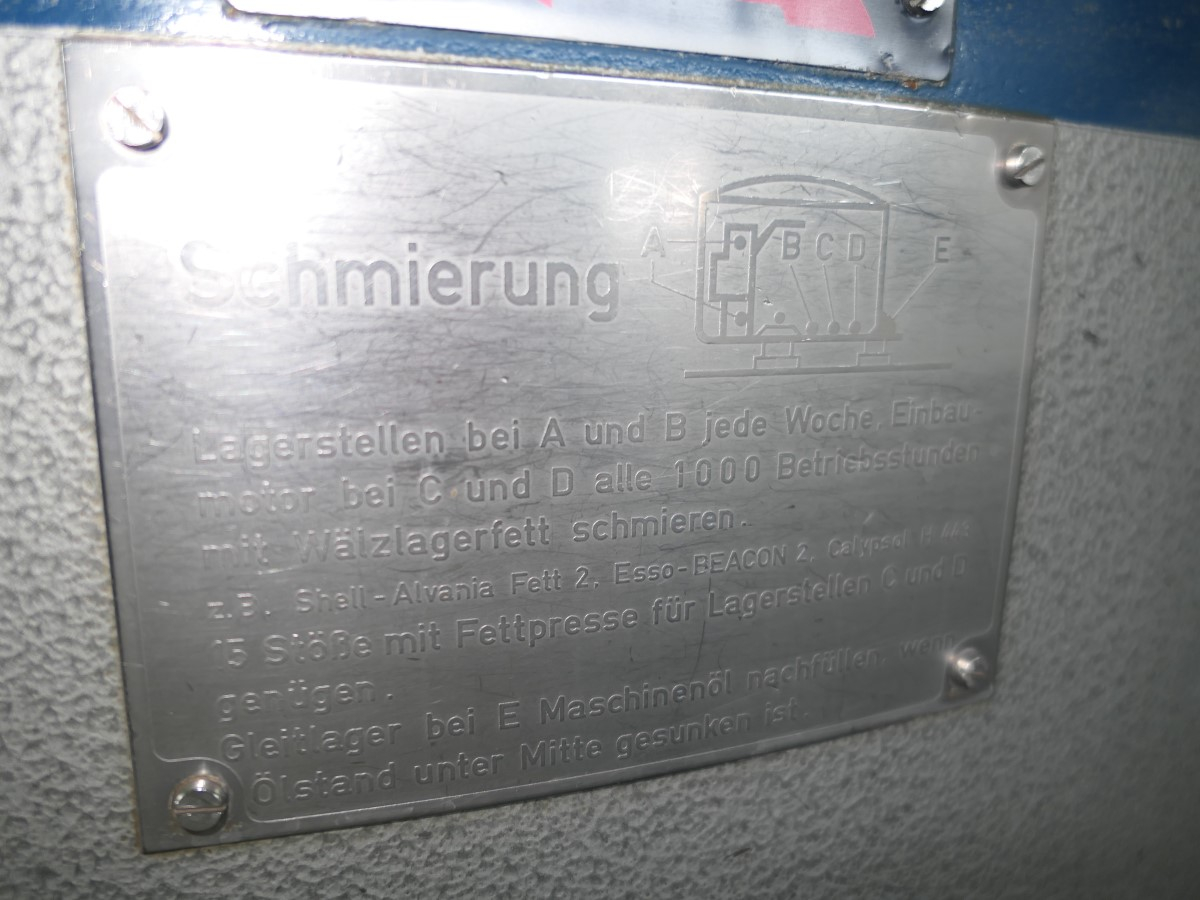 Schmierung
A B C D E
Lagerstellen bei A und B jede Woche, Einbau-
motor bei C und D alle 1000 Betriebsstunden
mit Wälzlagerfett schmieren.
z.B. Shell-Alvania Fett 2, Esso-BEACON 2, Calypsol H 443
15 Stöße mit Fettpresse für Lagerstellen C und D
genügen.
Gleitlager bei E Maschinenöl nachfüllen, wenn
Ölstand unter Mitte gesunken ist.